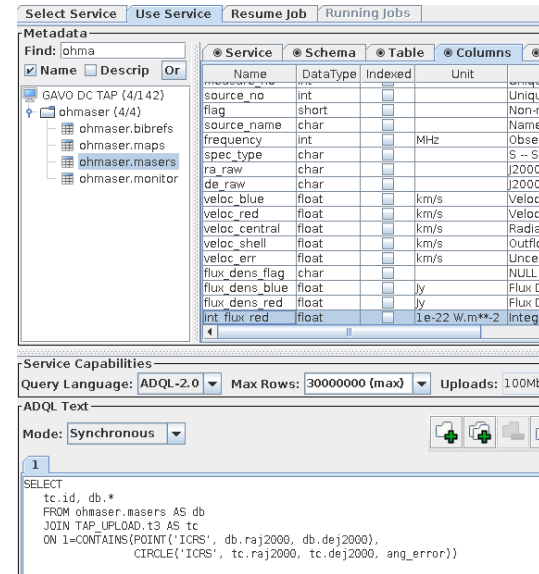 Select Service Use Service Resume Job Running Jobs
Metadata
Find: ohma
Name Descrip Or
GAVO DC TAP (4/142)
ohmaser (4/4)
ohmaser.bibrefs
ohmaser.maps
ohmaser.masers
ohmaser.monitor
Service Schema Table Columns
Name DataType Indexed Unit
source_no int Uniqu
flag short Non-r
source_name char Name
frequency int MHz Obse
spec_type char S -- S
ra_raw char J2000
de_raw char J2000
veloc_blue float km/s Veloc
veloc_red float km/s Veloc
veloc_central float km/s Radia
veloc_shell float km/s Outfl
veloc_err float km/s Unce
flux_dens_flag char NULL
flux_dens_blue float Jy Flux D
flux_dens_red float Jy Flux D
int_flux_red float 1e-22 W.m**-2 Integ
Service Capabilities
Query Language: ADQL-2.0 Max Rows: 30000000 (max) Uploads: 100Mb
ADQL Text
Mode: Synchronous
1
SELECT
tc.id, db.*
FROM ohmaser.masers AS db
JOIN TAP_UPLOAD.t3 AS tc
ON 1=CONTAINS(POINT('ICRS', db.raj2000, db.dej2000),
CIRCLE('ICRS', tc.raj2000, tc.dej2000, ang_error))